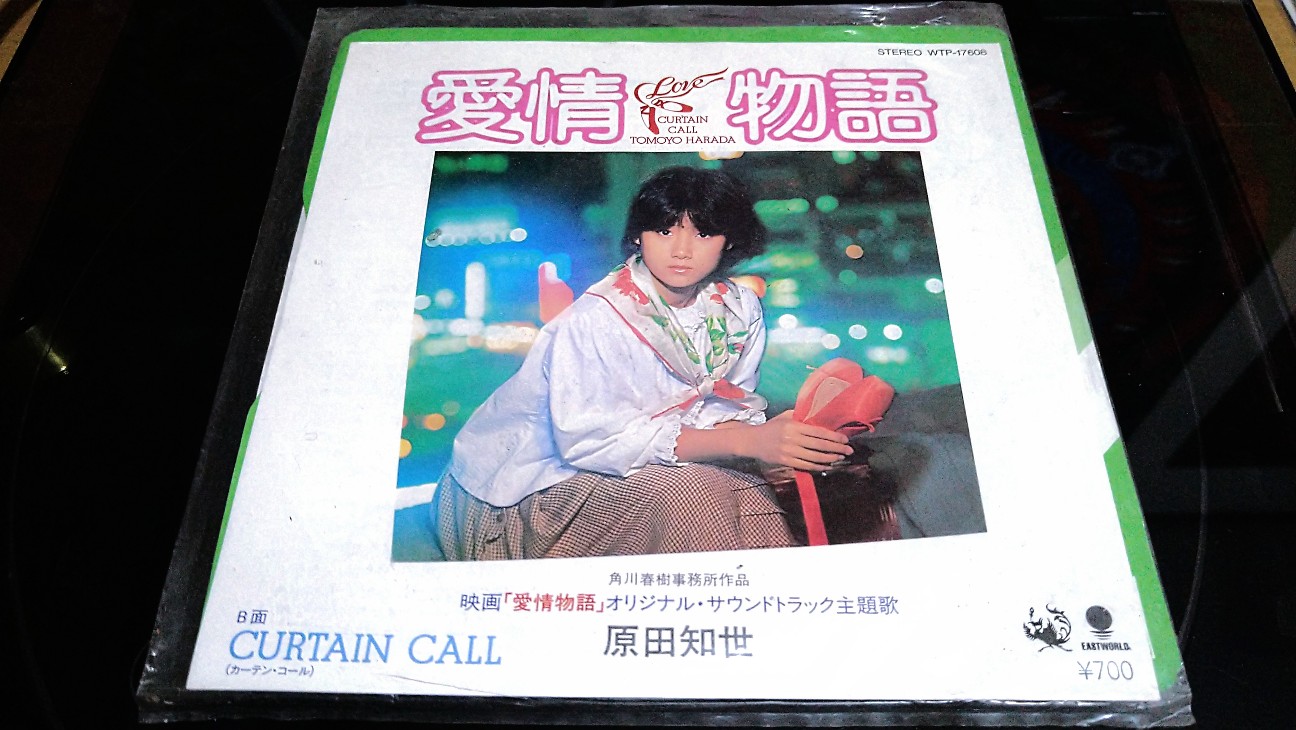 STEREO WTP-17608
愛情物語
Love
CURTAIN
CALL
TOMOYO HARADA
角川春樹事務所作品
映画「愛情物語」オリジナル・サウンドトラック主題歌
原田知世
B面
CURTAIN CALL
(カーテン・コール)
EASTWORLD
¥700